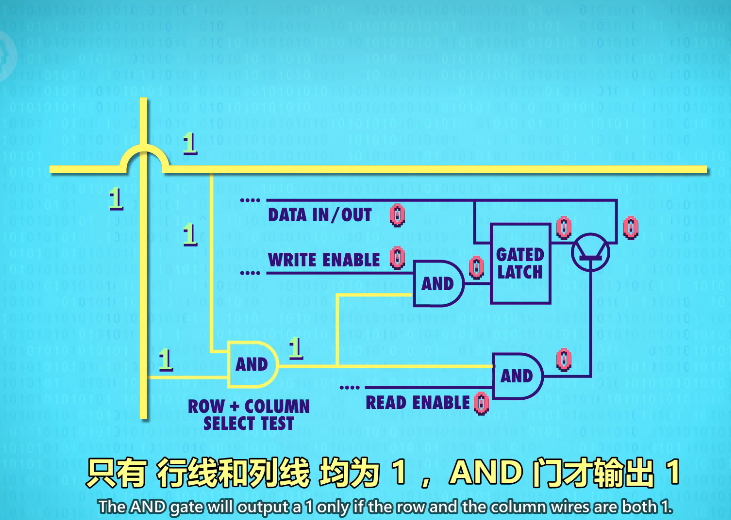 1
1
1
DATA IN/OUT 0
0
0
WRITE ENABLE 0
0
AND
GATED
LATCH
1
1
AND
AND
0
ROW + COLUMN
SELECT TEST
READ ENABLE 0
只有 行线和列线 均为 1 ，AND 门才输出 1
The AND gate will output a 1 only if the row and the column wires are both 1.